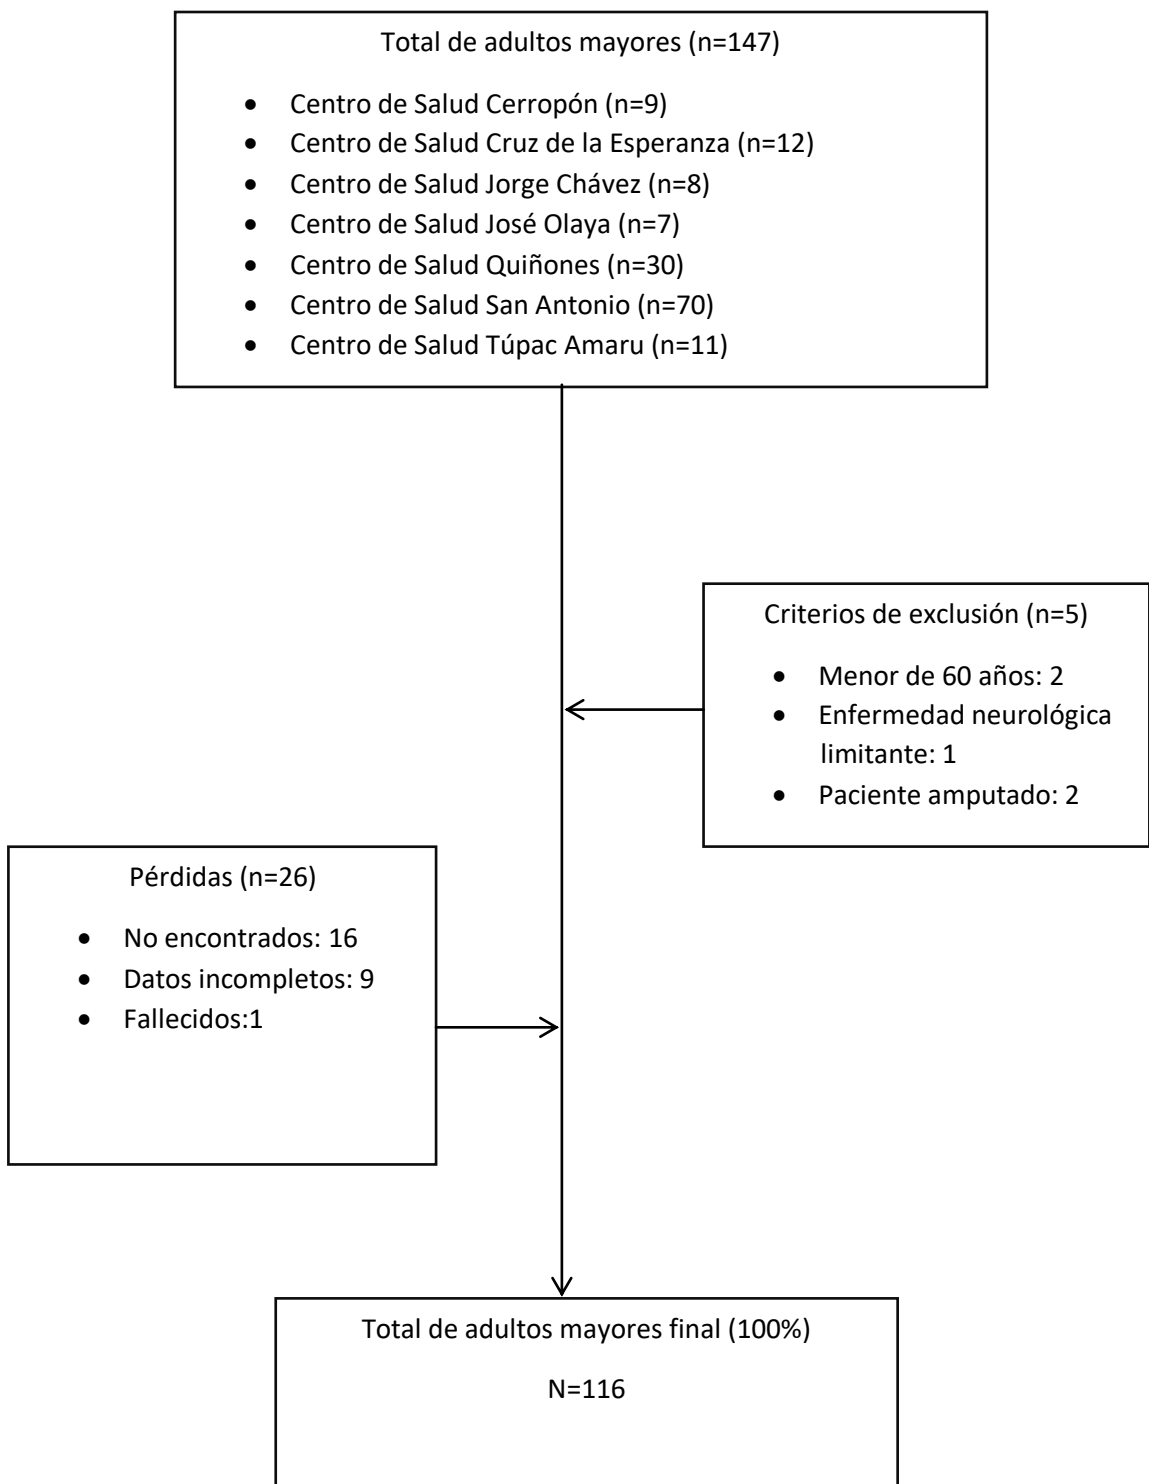 Total de adultos mayores (n=147)
• Centro de Salud Cerropón (n=9)
• Centro de Salud Cruz de la Esperanza (n=12)
• Centro de Salud Jorge Chávez (n=8)
• Centro de Salud José Olaya (n=7)
• Centro de Salud Quiñones (n=30)
• Centro de Salud San Antonio (n=70)
• Centro de Salud Túpac Amaru (n=11)
Criterios de exclusión (n=5)
• Menor de 60 años: 2
• Enfermedad neurológica
limitante: 1
• Paciente amputado: 2
Pérdidas (n=26)
• No encontrados: 16
• Datos incompletos: 9
• Fallecidos:1
Total de adultos mayores final (100%)
N=116